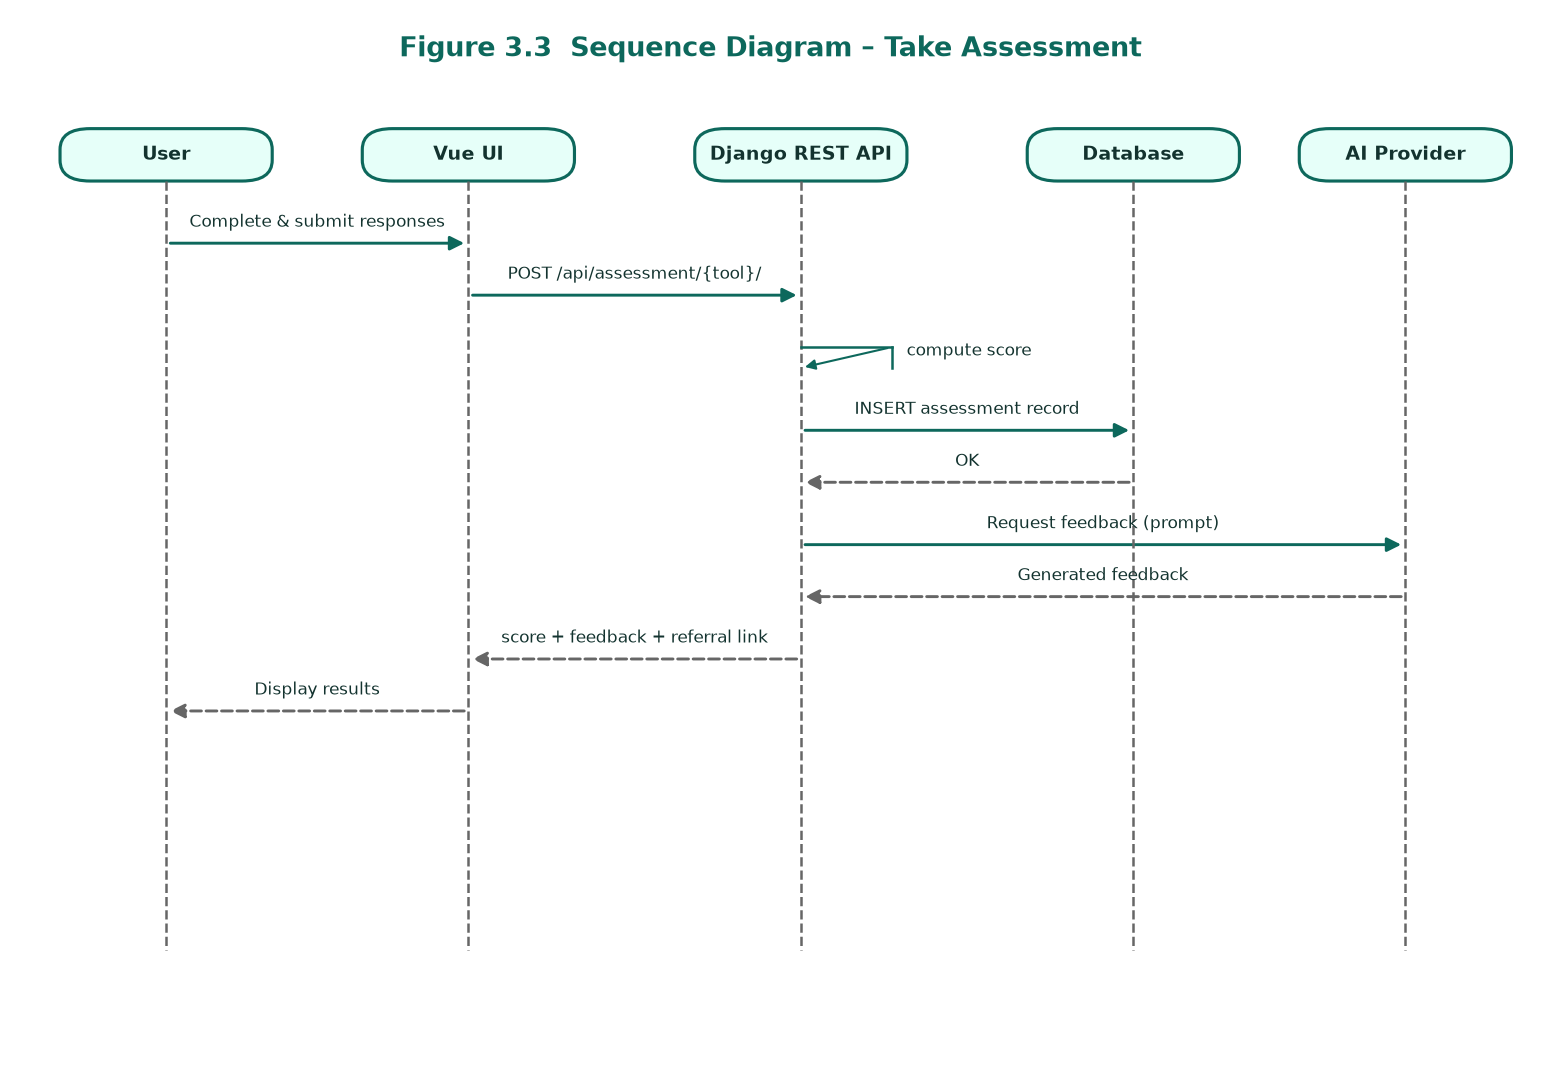 Figure 3.3  Sequence Diagram – Take Assessment
User
Vue UI
Django REST API
Database
AI Provider
Complete & submit responses
POST /api/assessment/{tool}/
compute score
INSERT assessment record
OK
Request feedback (prompt)
Generated feedback
score + feedback + referral link
Display results